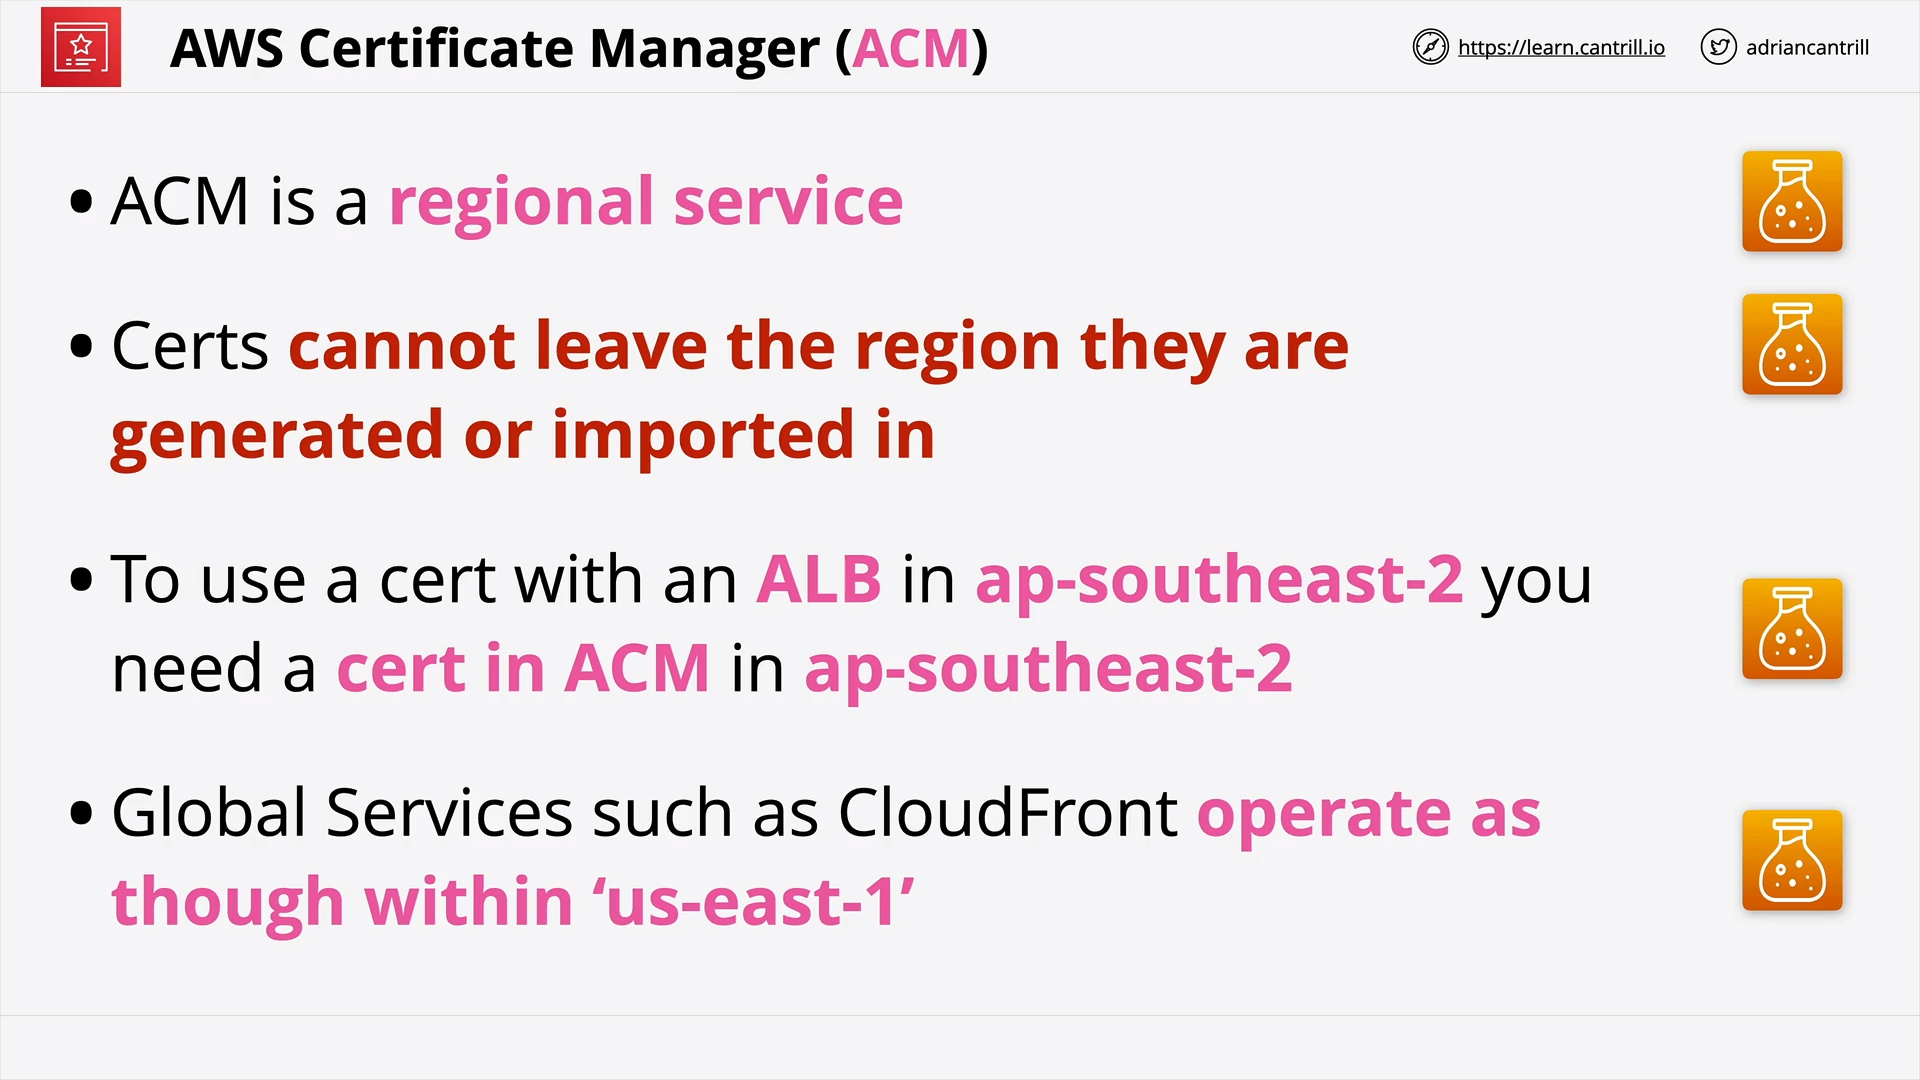 AWS Certificate Manager (ACM)
https://learn.cantrill.io
adriancantrill
• ACM is a regional service
• Certs cannot leave the region they are
generated or imported in
• To use a cert with an ALB in ap-southeast-2 you
need a cert in ACM in ap-southeast-2
• Global Services such as CloudFront operate as
though within ‘us-east-1’